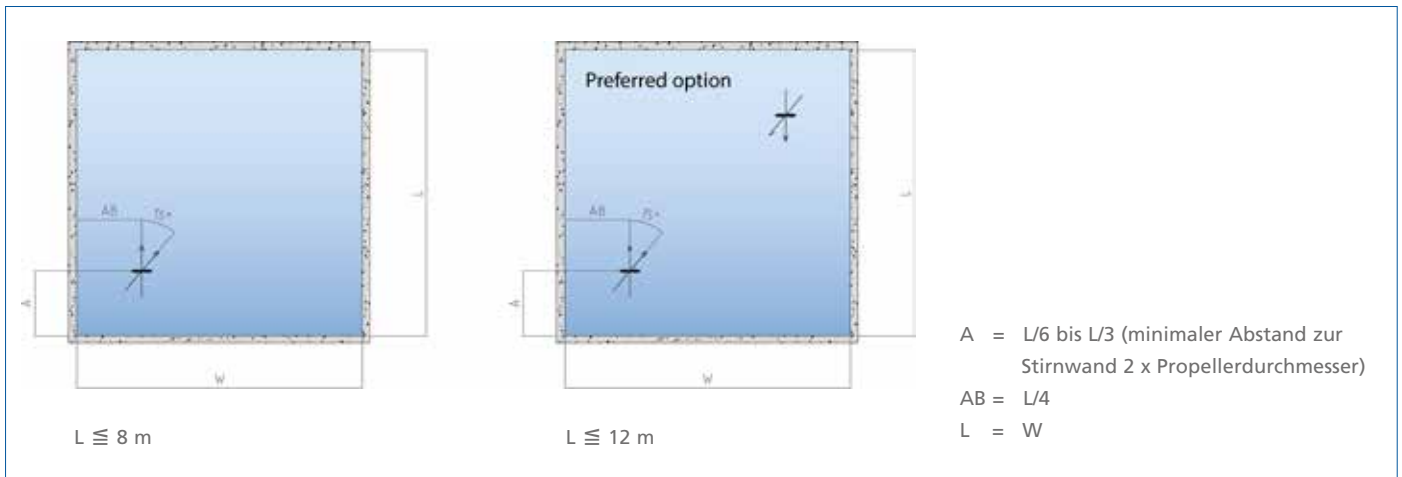 Preferred option
L
L
AB
AB
A
A
W
W
L ≦ 8 m
L ≦ 12 m
A = L/6 bis L/3 (minimaler Abstand zur
Stirnwand 2 x Propellerdurchmesser)
AB = L/4
L = W